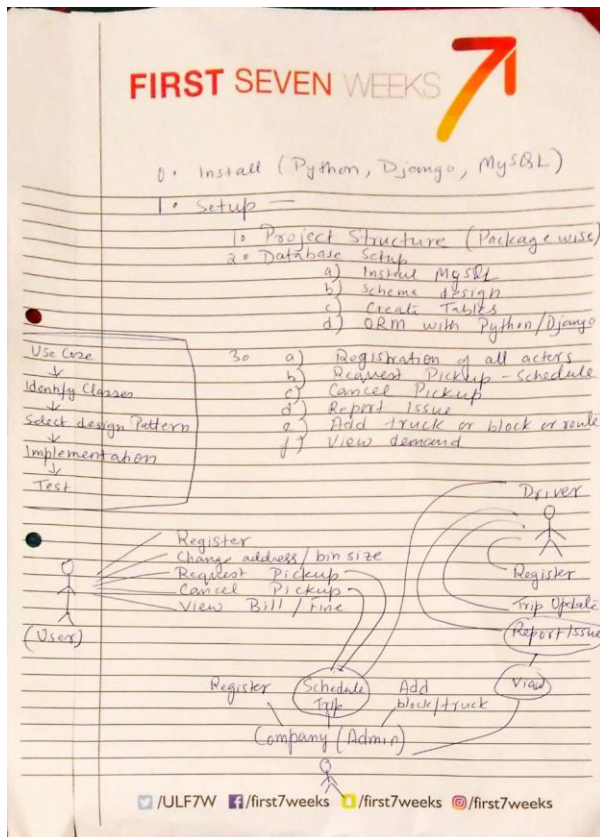 FIRST SEVEN WEEKS 7
0. Install (Python, Django, MySQL)
1. Setup —
1. Project Structure (Package wise)
2. Database Setup
a) Install MySQL
b) Scheme design
c) Create Tables
d) ORM with Python/Django
3. a) Registration of all actors
b) Request Pickup - Schedule
c) Cancel Pickup
d) Report Issue
e) Add truck or block or route
f) View demand
Use Case
Identify Classes
Select design Pattern
Implementation
Test
Register
Change address / bin size
Request Pickup
Cancel Pickup
View Bill / Fine
(User)
Driver
Register
Trip Update
Report Issue
View
Register
Schedule Trip
Add block/truck
Company (Admin)
/ULF7W /first7weeks /first7weeks /first7weeks